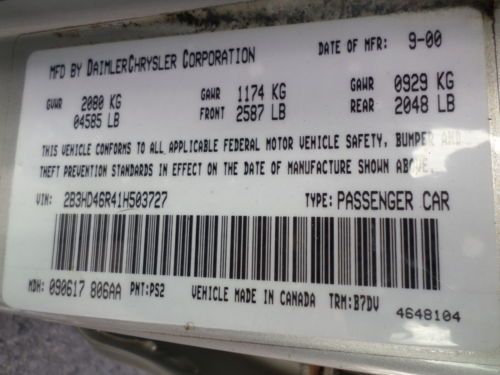 MFD BY DAIMLERCHRYSLER CORPORATION DATE OF MFR: 9-00
GVWR 2080 KG 04585 LB GAWR FRONT 1174 KG 2587 LB GAWR REAR 0929 KG 2048 LB
THIS VEHICLE CONFORMS TO ALL APPLICABLE FEDERAL MOTOR VEHICLE SAFETY, BUMPER AND
THEFT PREVENTION STANDARDS IN EFFECT ON THE DATE OF MANUFACTURE SHOWN ABOVE.
VIN: 2B3HD46R41H503727 TYPE: PASSENGER CAR
MDH: 090617 806AA PNT: PS2 VEHICLE MADE IN CANADA TRM: B7DV
4648104